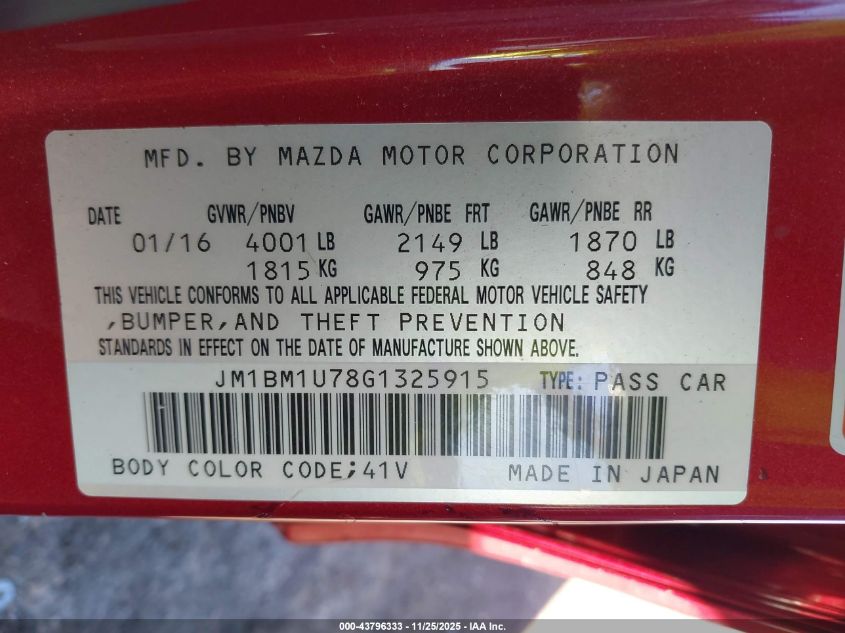 MFD. BY MAZDA MOTOR CORPORATION
DATE GVWR/PNBV GAWR/PNBE FRT GAWR/PNBE RR
01/16 4001 LB 2149 LB 1870 LB
1815 KG 975 KG 848 KG
THIS VEHICLE CONFORMS TO ALL APPLICABLE FEDERAL MOTOR VEHICLE SAFETY
,BUMPER,AND THEFT PREVENTION
STANDARDS IN EFFECT ON THE DATE OF MANUFACTURE SHOWN ABOVE.
JM1BM1U78G1325915 TYPE: PASS CAR
BODY COLOR CODE;41V MADE IN JAPAN
000-43796333 - 11/25/2025 - IAA Inc.